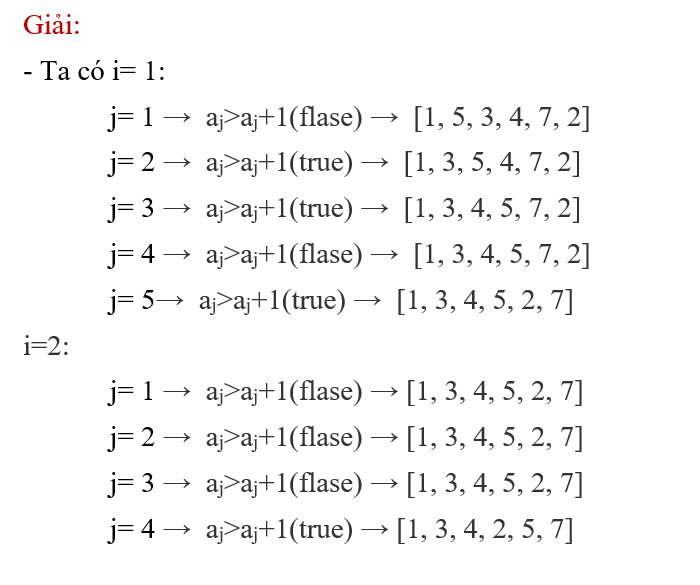 Giải:
- Ta có i= 1:
j= 1 → aⱼ>aⱼ+1(flase) → [1, 5, 3, 4, 7, 2]
j= 2 → aⱼ>aⱼ+1(true) → [1, 3, 5, 4, 7, 2]
j= 3 → aⱼ>aⱼ+1(true) → [1, 3, 4, 5, 7, 2]
j= 4 → aⱼ>aⱼ+1(flase) → [1, 3, 4, 5, 7, 2]
j= 5→ aⱼ>aⱼ+1(true) → [1, 3, 4, 5, 2, 7]
i=2:
j= 1 → aⱼ>aⱼ+1(flase) → [1, 3, 4, 5, 2, 7]
j= 2 → aⱼ>aⱼ+1(flase) → [1, 3, 4, 5, 2, 7]
j= 3 → aⱼ>aⱼ+1(flase) → [1, 3, 4, 5, 2, 7]
j= 4 → aⱼ>aⱼ+1(true) → [1, 3, 4, 2, 5, 7]